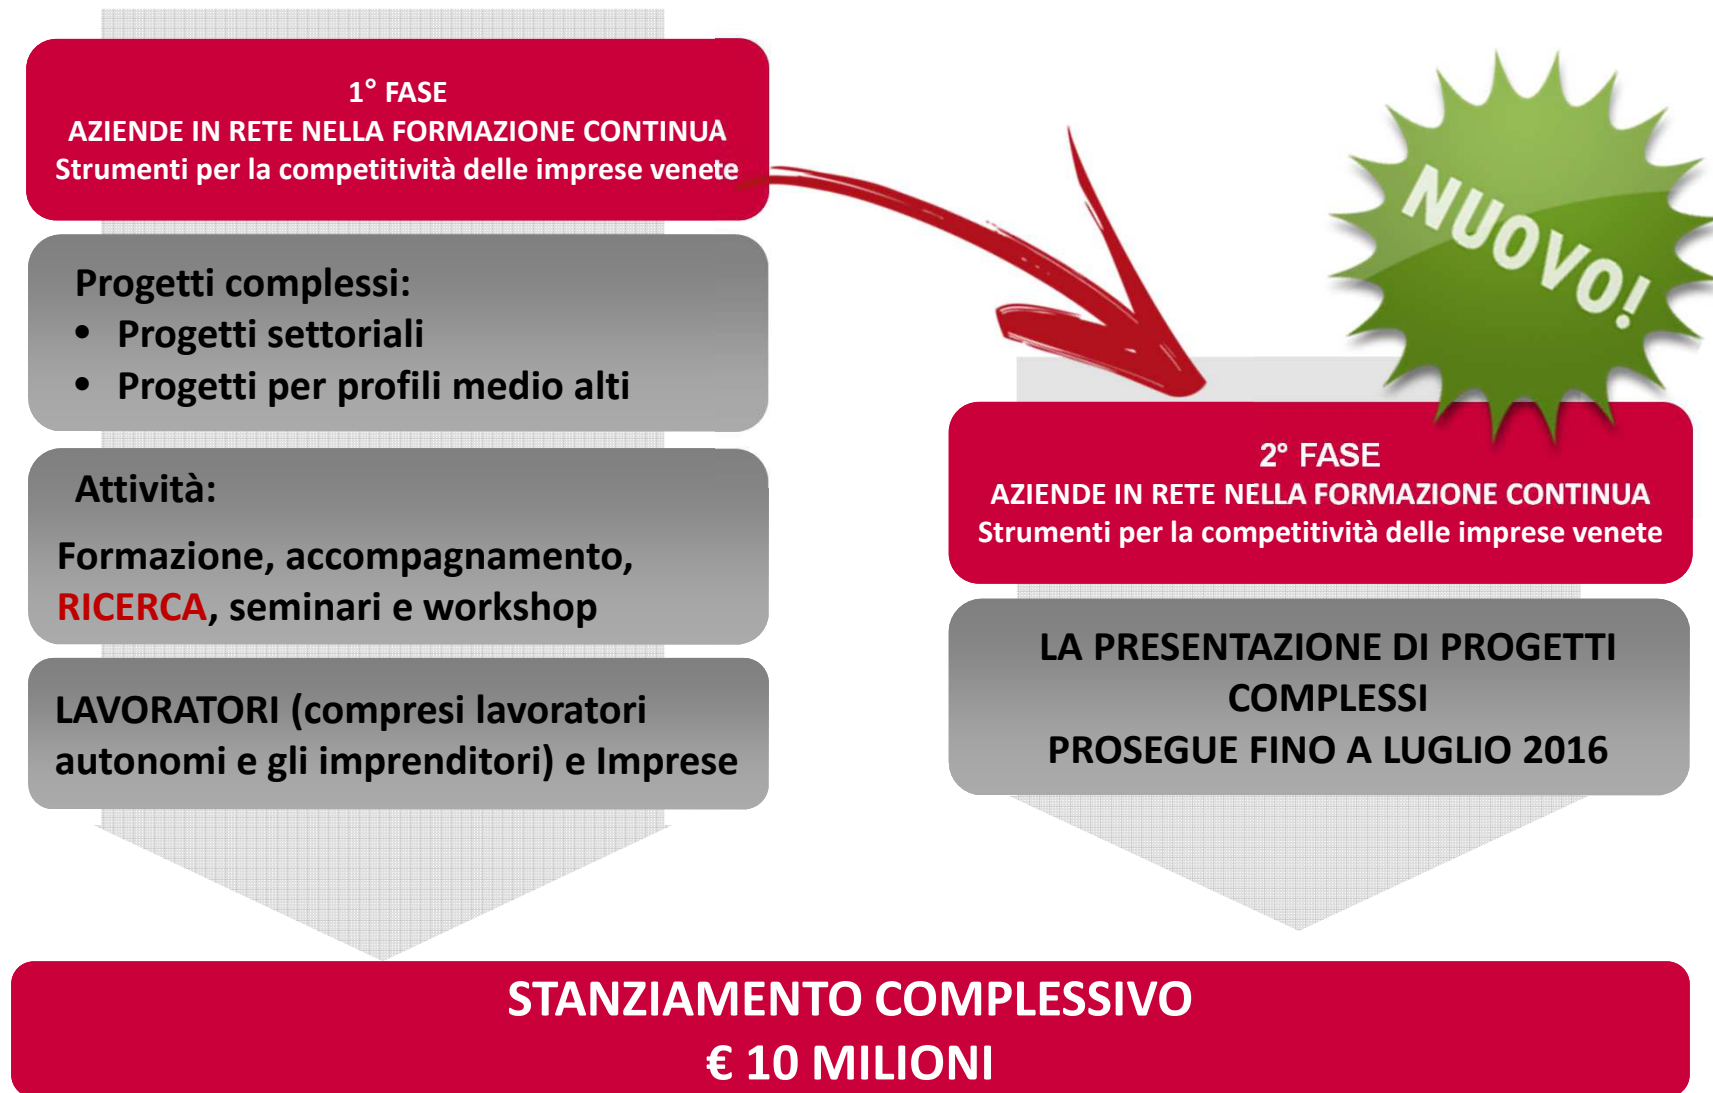 1° FASE
AZIENDE IN RETE NELLA FORMAZIONE CONTINUA
Strumenti per la competitività delle imprese venete
Progetti complessi:
• Progetti settoriali
• Progetti per profili medio alti
Attività:
Formazione, accompagnamento,
RICERCA, seminari e workshop
LAVORATORI (compresi lavoratori
autonomi e gli imprenditori) e Imprese
NUOVO!
2° FASE
AZIENDE IN RETE NELLA FORMAZIONE CONTINUA
Strumenti per la competitività delle imprese venete
LA PRESENTAZIONE DI PROGETTI
COMPLESSI
PROSEGUE FINO A LUGLIO 2016
STANZIAMENTO COMPLESSIVO
€ 10 MILIONI